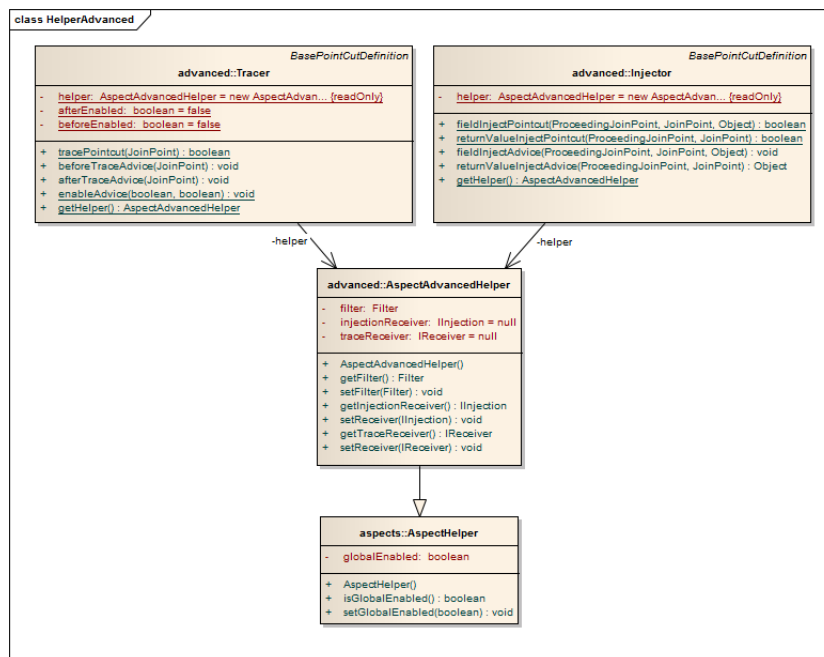 class HelperAdvanced
BasePointCutDefinition
advanced::Tracer
- helper: AspectAdvancedHelper = new AspectAdvan... {readOnly}
- afterEnabled: boolean = false
- beforeEnabled: boolean = false
+ tracePointcut(JoinPoint) : boolean
+ beforeTraceAdvice(JoinPoint) : void
+ afterTraceAdvice(JoinPoint) : void
+ enableAdvice(boolean, boolean) : void
+ getHelper() : AspectAdvancedHelper
BasePointCutDefinition
advanced::Injector
- helper: AspectAdvancedHelper = new AspectAdvan... {readOnly}
+ fieldInjectPointcut(ProceedingJoinPoint, JoinPoint, Object) : boolean
+ returnValueInjectPointcut(ProceedingJoinPoint, JoinPoint) : boolean
+ fieldInjectAdvice(ProceedingJoinPoint, JoinPoint, Object) : void
+ returnValueInjectAdvice(ProceedingJoinPoint, JoinPoint) : Object
+ getHelper() : AspectAdvancedHelper
-helper
-helper
advanced::AspectAdvancedHelper
- filter: Filter
- injectionReceiver: IInjection = null
- traceReceiver: IReceiver = null
+ AspectAdvancedHelper()
+ getFilter() : Filter
+ setFilter(Filter) : void
+ getInjectionReceiver() : IInjection
+ setReceiver(IInjection) : void
+ getTraceReceiver() : IReceiver
+ setReceiver(IReceiver) : void
aspects::AspectHelper
- globalEnabled: boolean
+ AspectHelper()
+ isGlobalEnabled() : boolean
+ setGlobalEnabled(boolean) : void